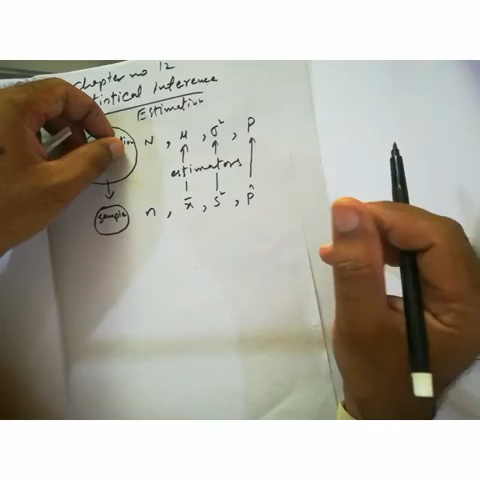 Chapter no 12
Statistical inference
Estimation
N, μ, σ², P
estimators
sample n, x̄, s², p̂